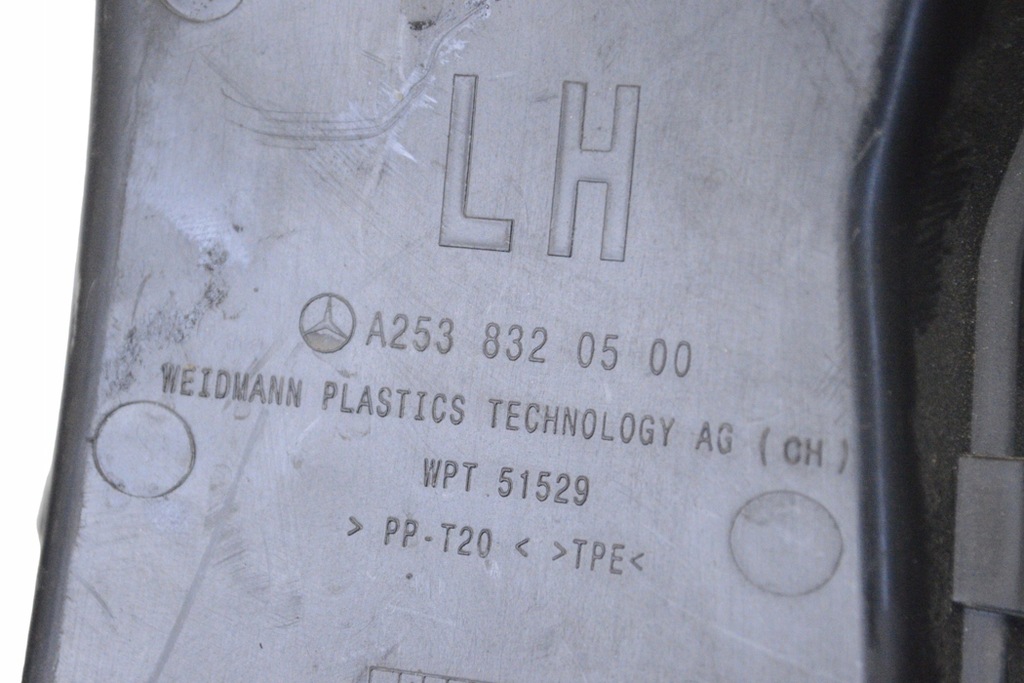 LH
A253 832 05 00
WEIDMANN PLASTICS TECHNOLOGY AG (CH)
WPT 51529
> PP-T20 < >TPE<